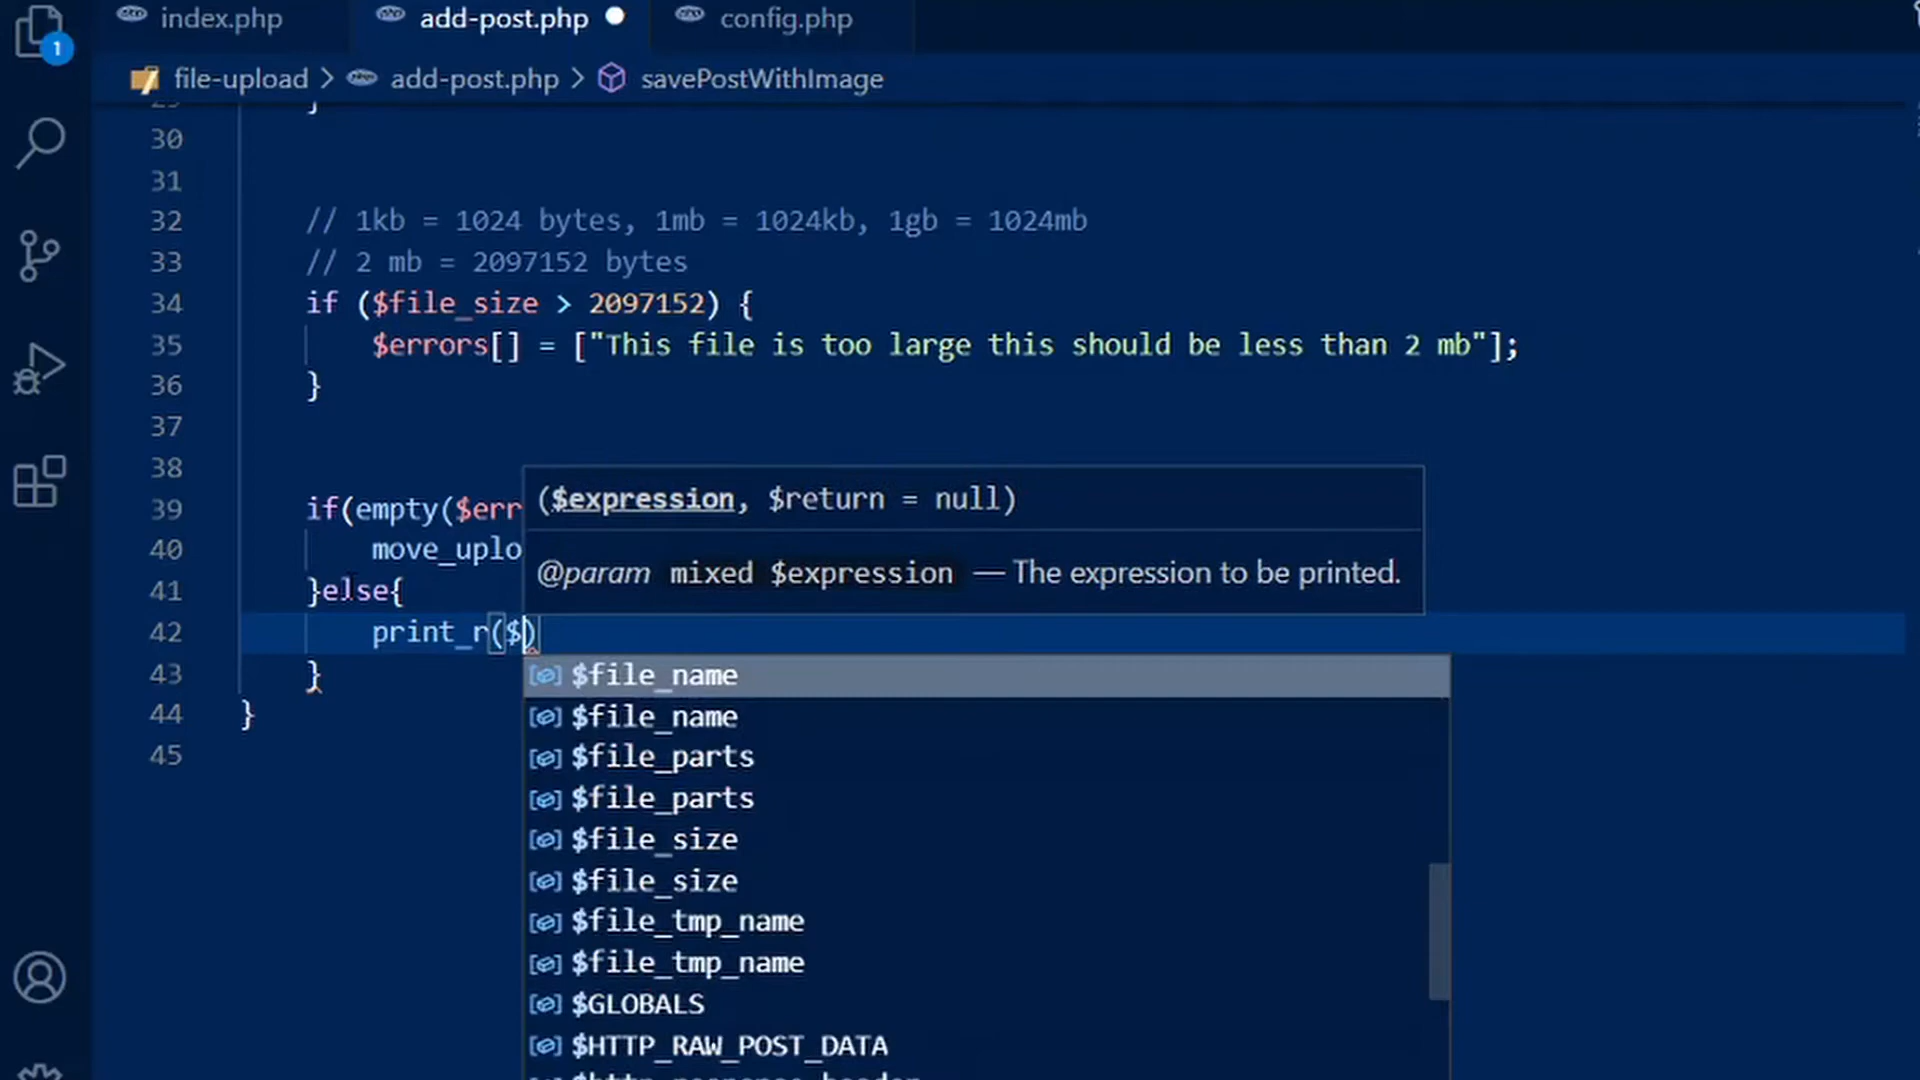 index.php add-post.php config.php
1
file-upload > add-post.php > savePostWithImage
30
31
32 // 1kb = 1024 bytes, 1mb = 1024kb, 1gb = 1024mb
33 // 2 mb = 2097152 bytes
34 if ($file_size > 2097152) {
35 $errors[] = ["This file is too large this should be less than 2 mb"];
36 }
37
38
($expression, $return = null)
39 if(empty($err
40 move_uplo
@param mixed $expression — The expression to be printed.
41 }else{
42 print_r($)
43 }
44 }
45
$file_name
$file_name
$file_parts
$file_parts
$file_size
$file_size
$file_tmp_name
$file_tmp_name
$GLOBALS
$HTTP_RAW_POST_DATA